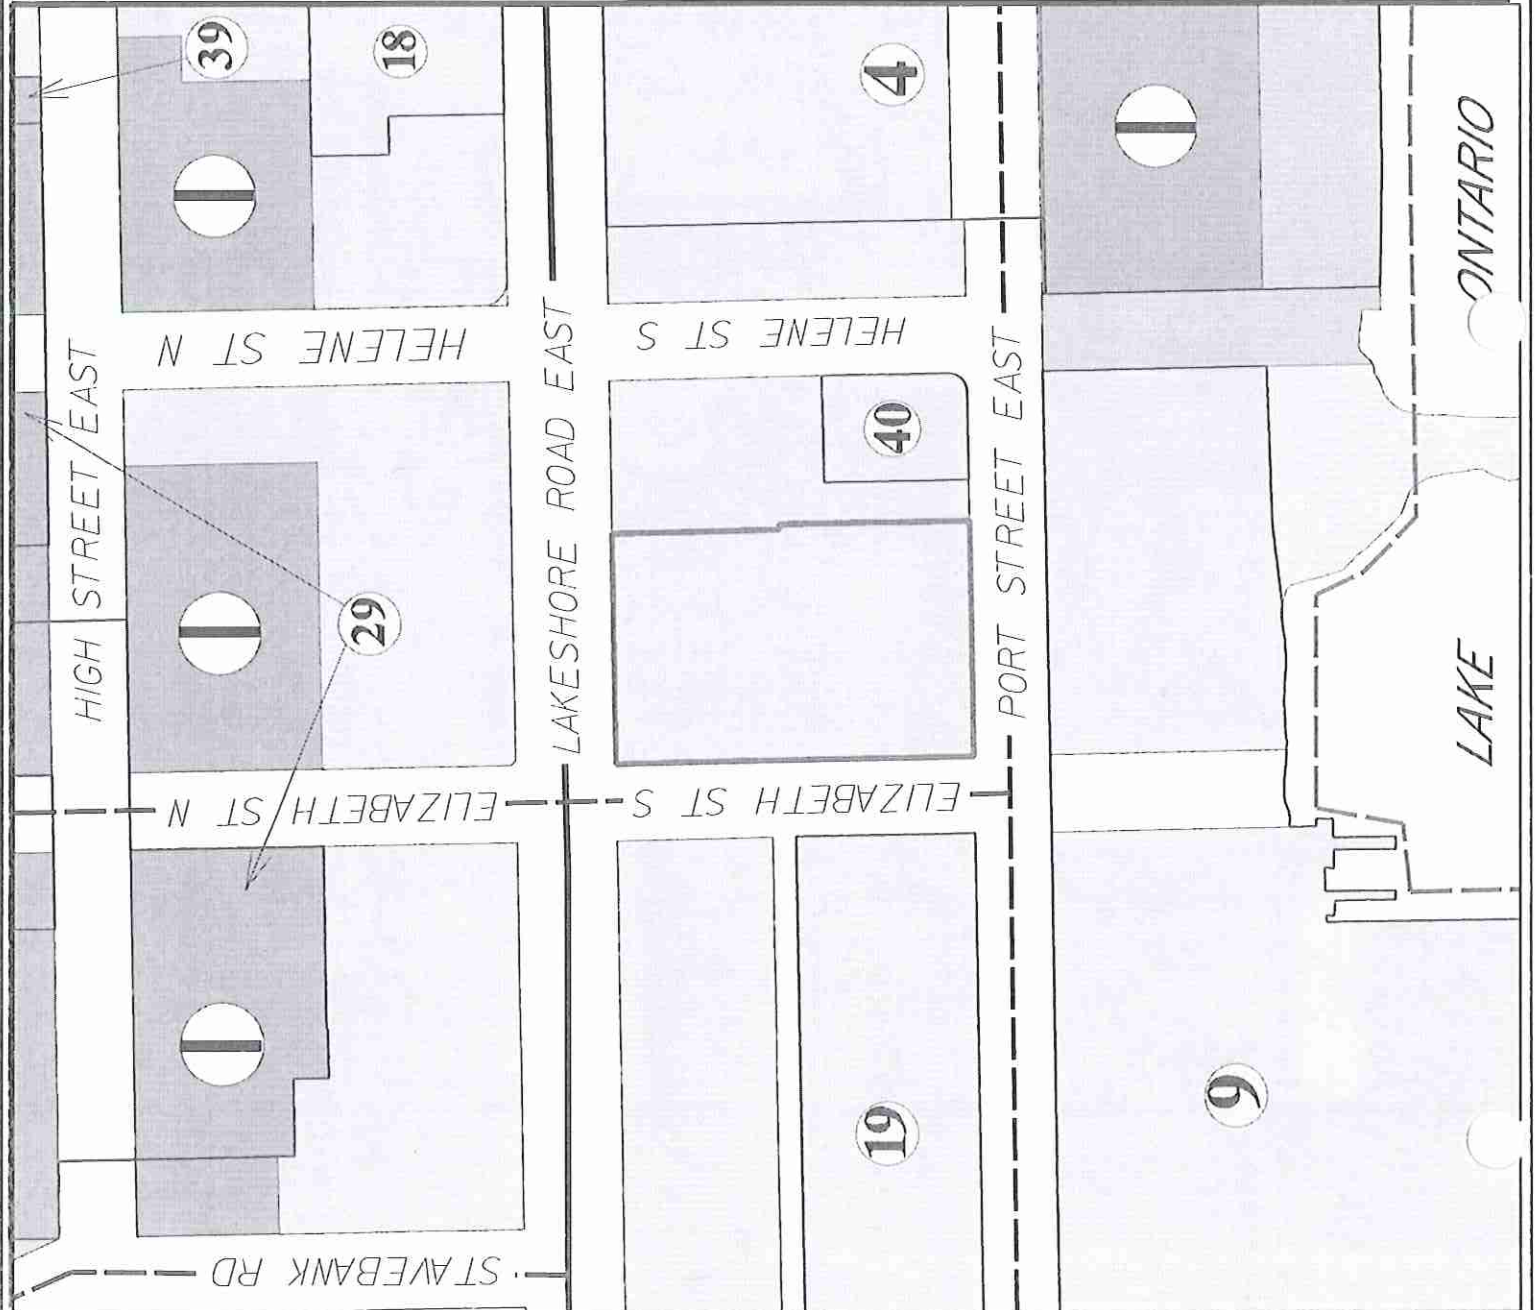 39
18
4
HELENE ST N
HELENE ST S
HIGH STREET EAST
LAKESHORE ROAD EAST
PORT STREET EAST
40
29
ELIZABETH ST N
ELIZABETH ST S
19
9
STAVEBANK RD
LAKE ONTARIO